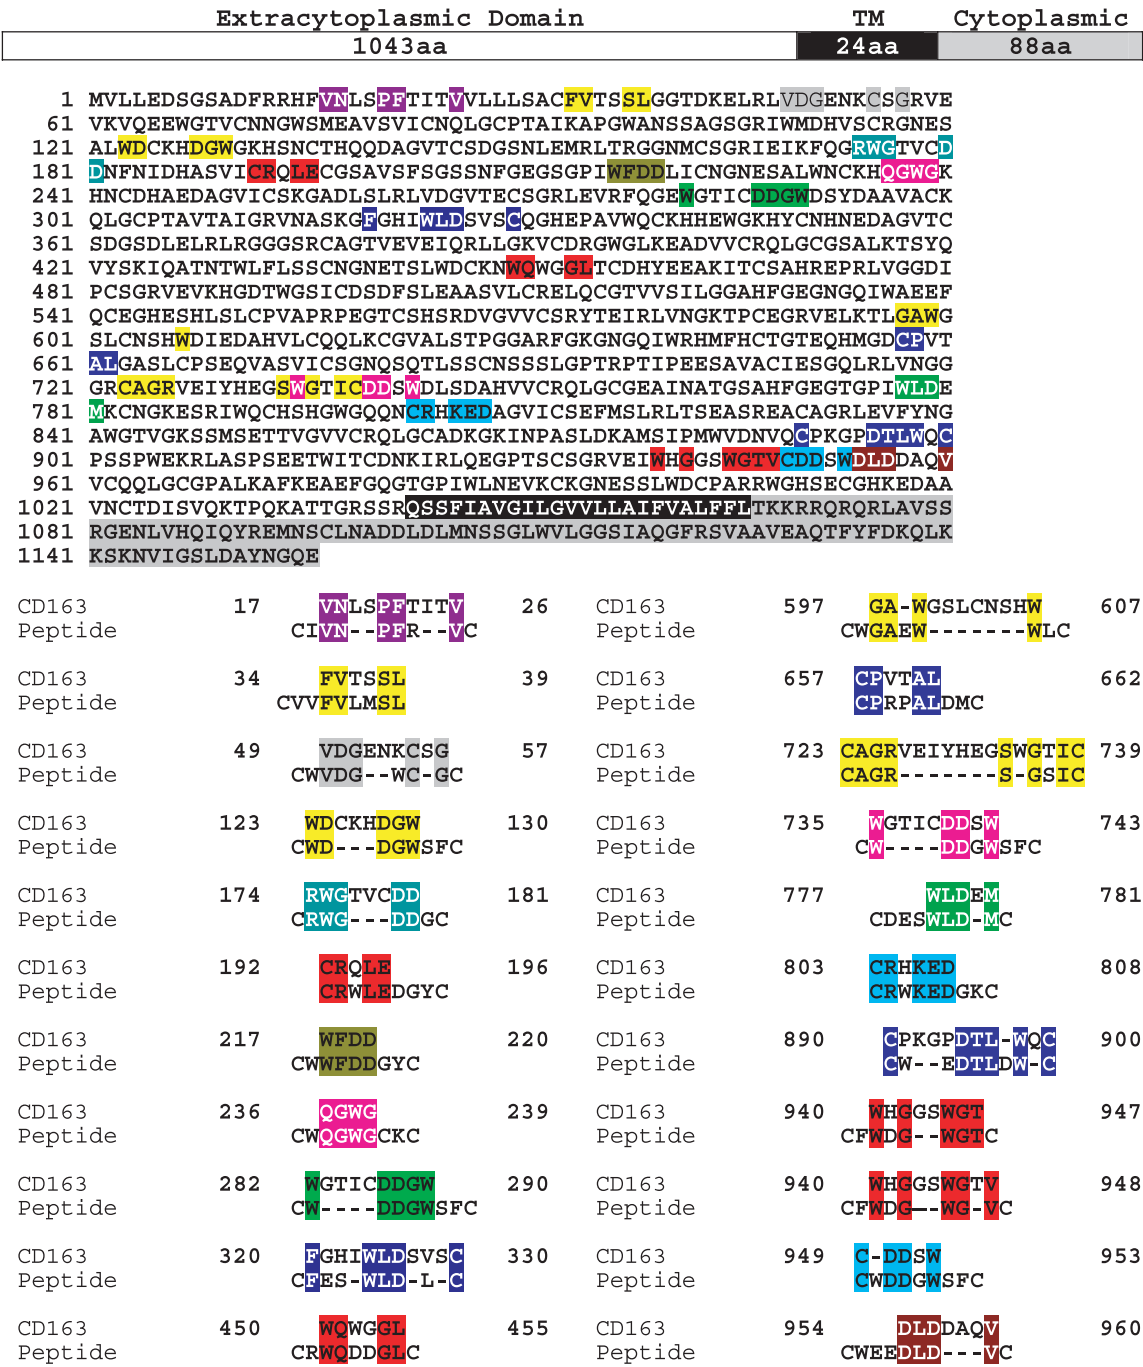 Extracytoplasmic Domain TM Cytoplasmic
1043aa 24aa 88aa
1 MVLLEDSGSADFRRHFVNLSPFTITVVLLLSACFVTSSLGGTDKELRLVDGENKCSGRVE
61 VKVQEEWGTVCNNGWSMEAVSVICNQLGCPTAIKAPGWANSSAGSGRIWMDHVSCRGNES
121 ALWDCKHDGWGKHSNCTHQQDAGVTCSDGSNLEMRLTRGGNMCSGRIEIKFQGRWGTVCD
181 DNFNIDHASVICRQLECGSAVSFSGSSNFGEGSGPIWFDDLICNGNESALWNCKHQGWGK
241 HNCDHAEDAGVICSKGADLSLRLVDGVTECSGRLEVRFQGEWGTICDDGWDSYDAAVACK
301 QLGCPTAVTAIGRVNASKGFGHIWLDSVSCQGHEPAVWQCKHHEWGKHYCNHNEDAGVTC
361 SDGSDLELRLRGGGSRCAGTVEVEIQRLLGKVCDRGWGLKEADVVCRQLGCGSALKTSYQ
421 VYSKIQATNTWLFLSSCNGNETSLWDCKNWQWGGLTCDHYEEAKITCSAHREPRLVGGDI
481 PCSGRVEVKHGDTWGSICDSDFSLEAASVLCRELQCGTVVSILGGAHFGEGNGQIWAEEF
541 QCEGHESHLSLCPVAPRPEGTCSHSRDVGVVCSRYTEIRLVNGKTPCEGRVELKTLGAWG
601 SLCNSHWDIEDAHVLCQQLKCGVALSTPGGARFGKGNGQIWRHMFHCTGTEQHMGDCPVT
661 ALGASLCPSEQVASVICSGNQSQTLSSCNSSSLGPTRPTIPEESAVACIESGQLRLVNGG
721 GRCAGRVEIYHEGSWGTICDDSWDLSDAHVVCRQLGCGEAINATGSAHFGEGTGPIWLDE
781 MKCNGKESRIWQCHSHGWGQQNCRHKEDAGVICSEFMSLRLTSEASREACAGRLEVFYNG
841 AWGTVGKSSMSETTVGVVCRQLGCADKGKINPASLDKAMSIPMWVDNVQCPKGPDTLWQC
901 PSSPWEKRLASPSEETWITCDNKIRLQEGPTSCSGRVEIWHGGSWGTVCDDSWDLDDAQV
961 VCQQLGCGPIWLNEVKCKGNESSLWDCPARRWGHSECGHKEDAA
1021 VNCTDISVQKTPQKATTGRSSRQSSFIAVGILGVVLLAIFVALFFLTKKRRQRQRLAVSS
1081 RGENLVHQIQYREMNSCLNADDLDLMNSSGLWVLGGSIAQGFRSVAAVEAQTFYFDKQLK
1141 KSKNVIGSLDAYNGQE
CD163 17 VNLSPFTITV 26
Peptide CIVN--PFR--VC
CD163 34 FVTSSL 39
Peptide CVVFVLMSL
CD163 49 VDGENKCSG 57
Peptide CWVDG--WC-GC
CD163 123 WDCKHDGW 130
Peptide CWD---DGWSFC
CD163 174 RWGTVCDD 181
Peptide CRWG---DDGC
CD163 192 CRQLE 196
Peptide CRWLEDGYC
CD163 217 WFDD 220
Peptide CWWFDDGYC
CD163 236 QGWG 239
Peptide CWQGWGCKC
CD163 282 WGTICDDGW 290
Peptide CW----DDGWSFC
CD163 320 FGHIWLDSVSC 330
Peptide CFES-WLD-L-C
CD163 450 WQWGGL 455
Peptide CRWQDDGLC
CD163 597 GA-WGSLCNSHW 607
Peptide CWGAEW-------WLC
CD163 657 CPVTAL 662
Peptide CPRPALDMC
CD163 723 CAGRVEIYHEGSWGTIC 739
Peptide CAGR-------S-GSIC
CD163 735 WGTICDDSW 743
Peptide CW----DDGWSFC
CD163 777 WLDEM 781
Peptide CDESWLD-MC
CD163 803 CRHKED 808
Peptide CRWKEDGKC
CD163 890 CPKGPDTL-WQC 900
Peptide CW--EDTLDW-C
CD163 940 WHGGSWGT 947
Peptide CFWDG--WGTC
CD163 940 WHGGSWGTV 948
Peptide CFWDG—WG-VC
CD163 949 C-DDSW 953
Peptide CWDDGWSFC
CD163 954 DLDDAQV 960
Peptide CWEEDLD---VC